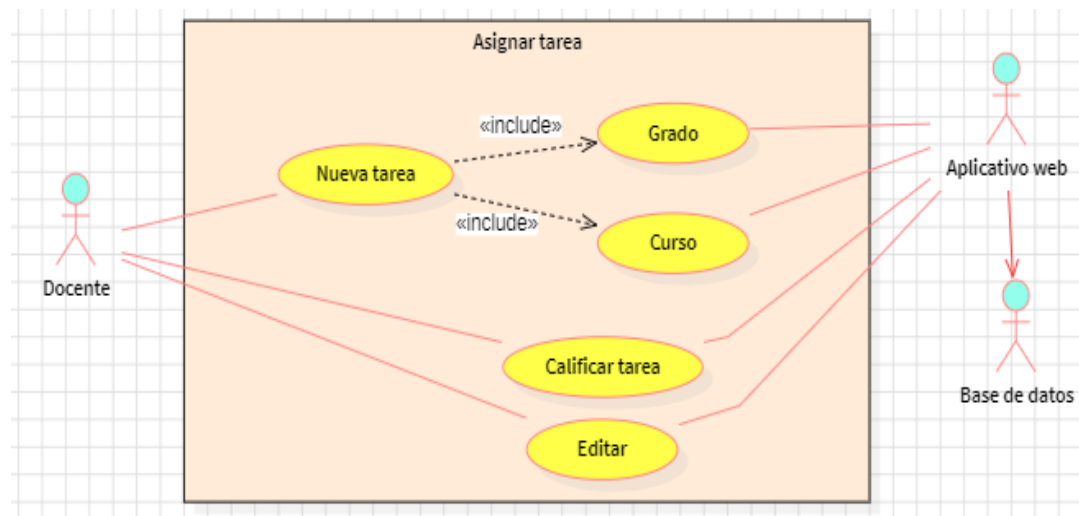 Asignar tarea
«include»
Grado
Nueva tarea
Aplicativo web
«include»
Curso
Docente
Calificar tarea
Base de datos
Editar